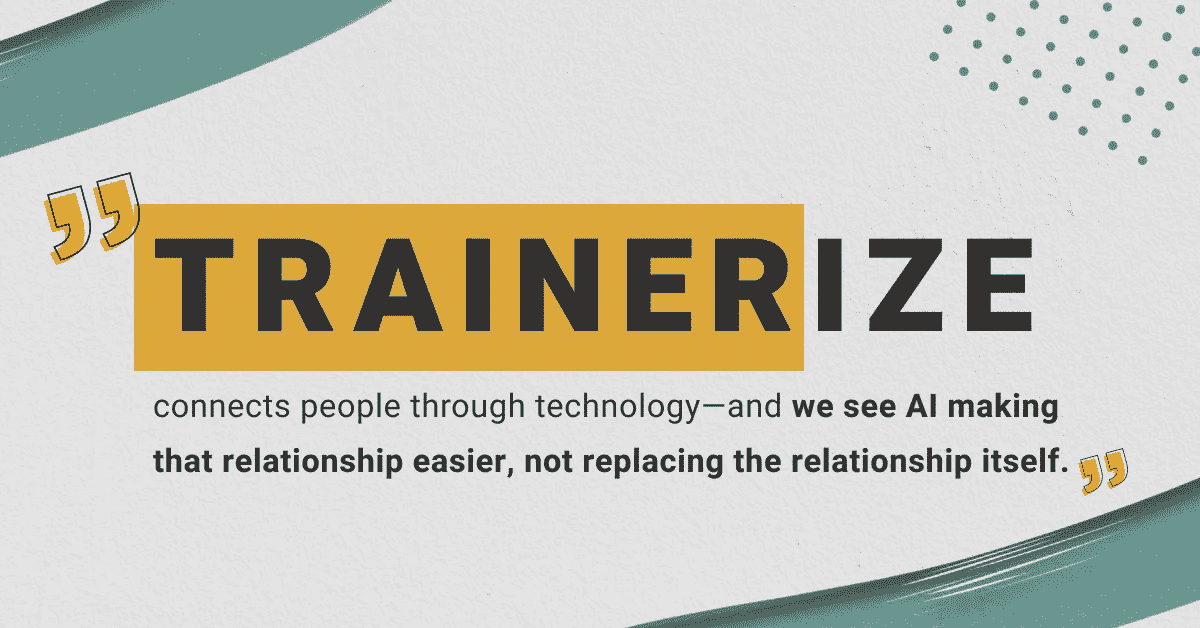 ”
TRAINERIZE
connects people through technology—and we see AI making
that relationship easier, not replacing the relationship itself. ”